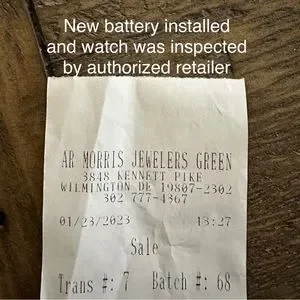 New battery installed
and watch was inspected
by authorized retailer
AR MORRIS JEWELERS GREEN
3848 KENNETT PIKE
WILMINGTON DE 19807-2302
302 777-4367
01/23/2023 13:27
Sale
Trans #: 7 Batch #: 68